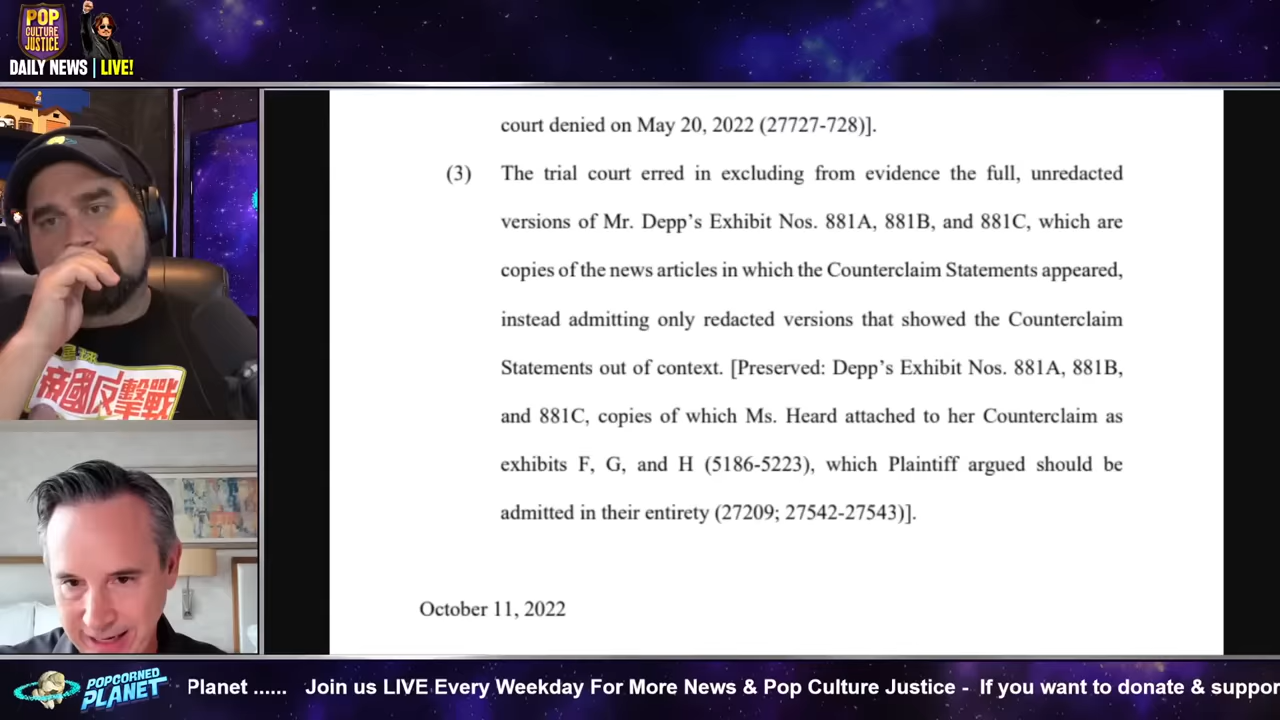 POP
CULTURE
JUSTICE
DAILY NEWS | LIVE!
court denied on May 20, 2022 (27727-728)].
(3) The trial court erred in excluding from evidence the full, unredacted
versions of Mr. Depp’s Exhibit Nos. 881A, 881B, and 881C, which are
copies of the news articles in which the Counterclaim Statements appeared,
instead admitting only redacted versions that showed the Counterclaim
Statements out of context. [Preserved: Depp’s Exhibit Nos. 881A, 881B,
and 881C, copies of which Ms. Heard attached to her Counterclaim as
exhibits F, G, and H (5186-5223), which Plaintiff argued should be
admitted in their entirety (27209; 27542-27543)].
October 11, 2022
帝國反擊戰
POPCORNED
PLANET
Planet ...... Join us LIVE Every Weekday For More News & Pop Culture Justice - If you want to donate & suppor